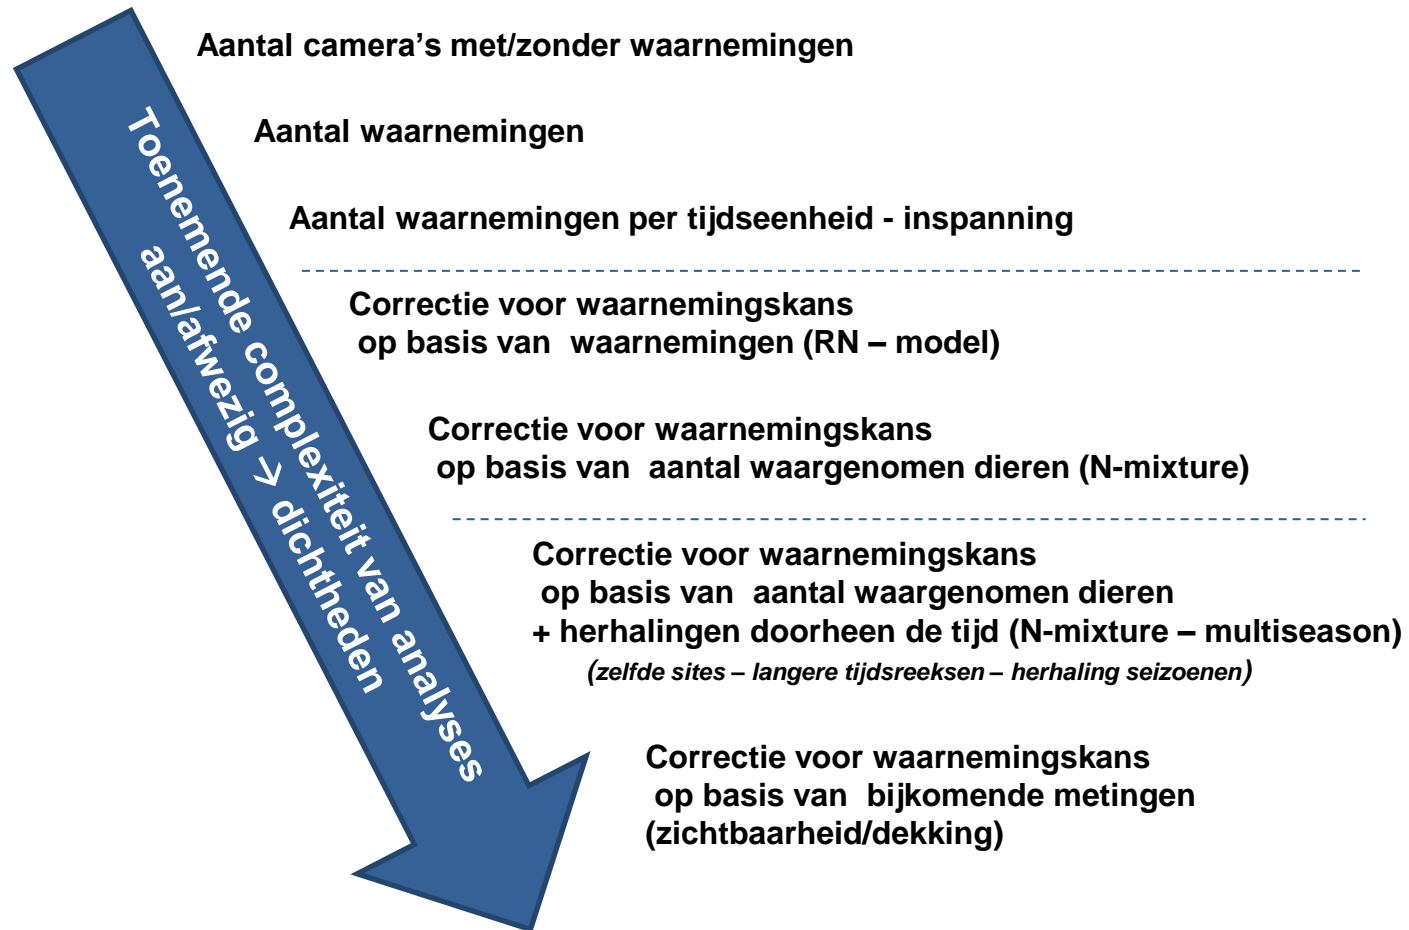 Aantal camera’s met/zonder waarnemingen
Aantal waarnemingen
Aantal waarnemingen per tijdseenheid - inspanning
Toenemende complexiteit van analyses
aan/afwezig → dichtheden
Correctie voor waarnemingskans
op basis van waarnemingen (RN – model)
Correctie voor waarnemingskans
op basis van aantal waargenomen dieren (N-mixture)
Correctie voor waarnemingskans
op basis van aantal waargenomen dieren
+ herhalingen doorheen de tijd (N-mixture – multiseason)
(zelfde sites – langere tijdsreeksen – herhaling seizoenen)
Correctie voor waarnemingskans
op basis van bijkomende metingen
(zichtbaarheid/dekking)